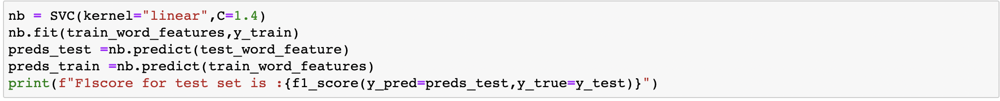 nb = SVC(kernel="linear",C=1.4)
nb.fit(train_word_features,y_train)
preds_test =nb.predict(test_word_feature)
preds_train =nb.predict(train_word_features)
print(f"F1score for test set is :{f1_score(y_pred=preds_test,y_true=y_test)}")